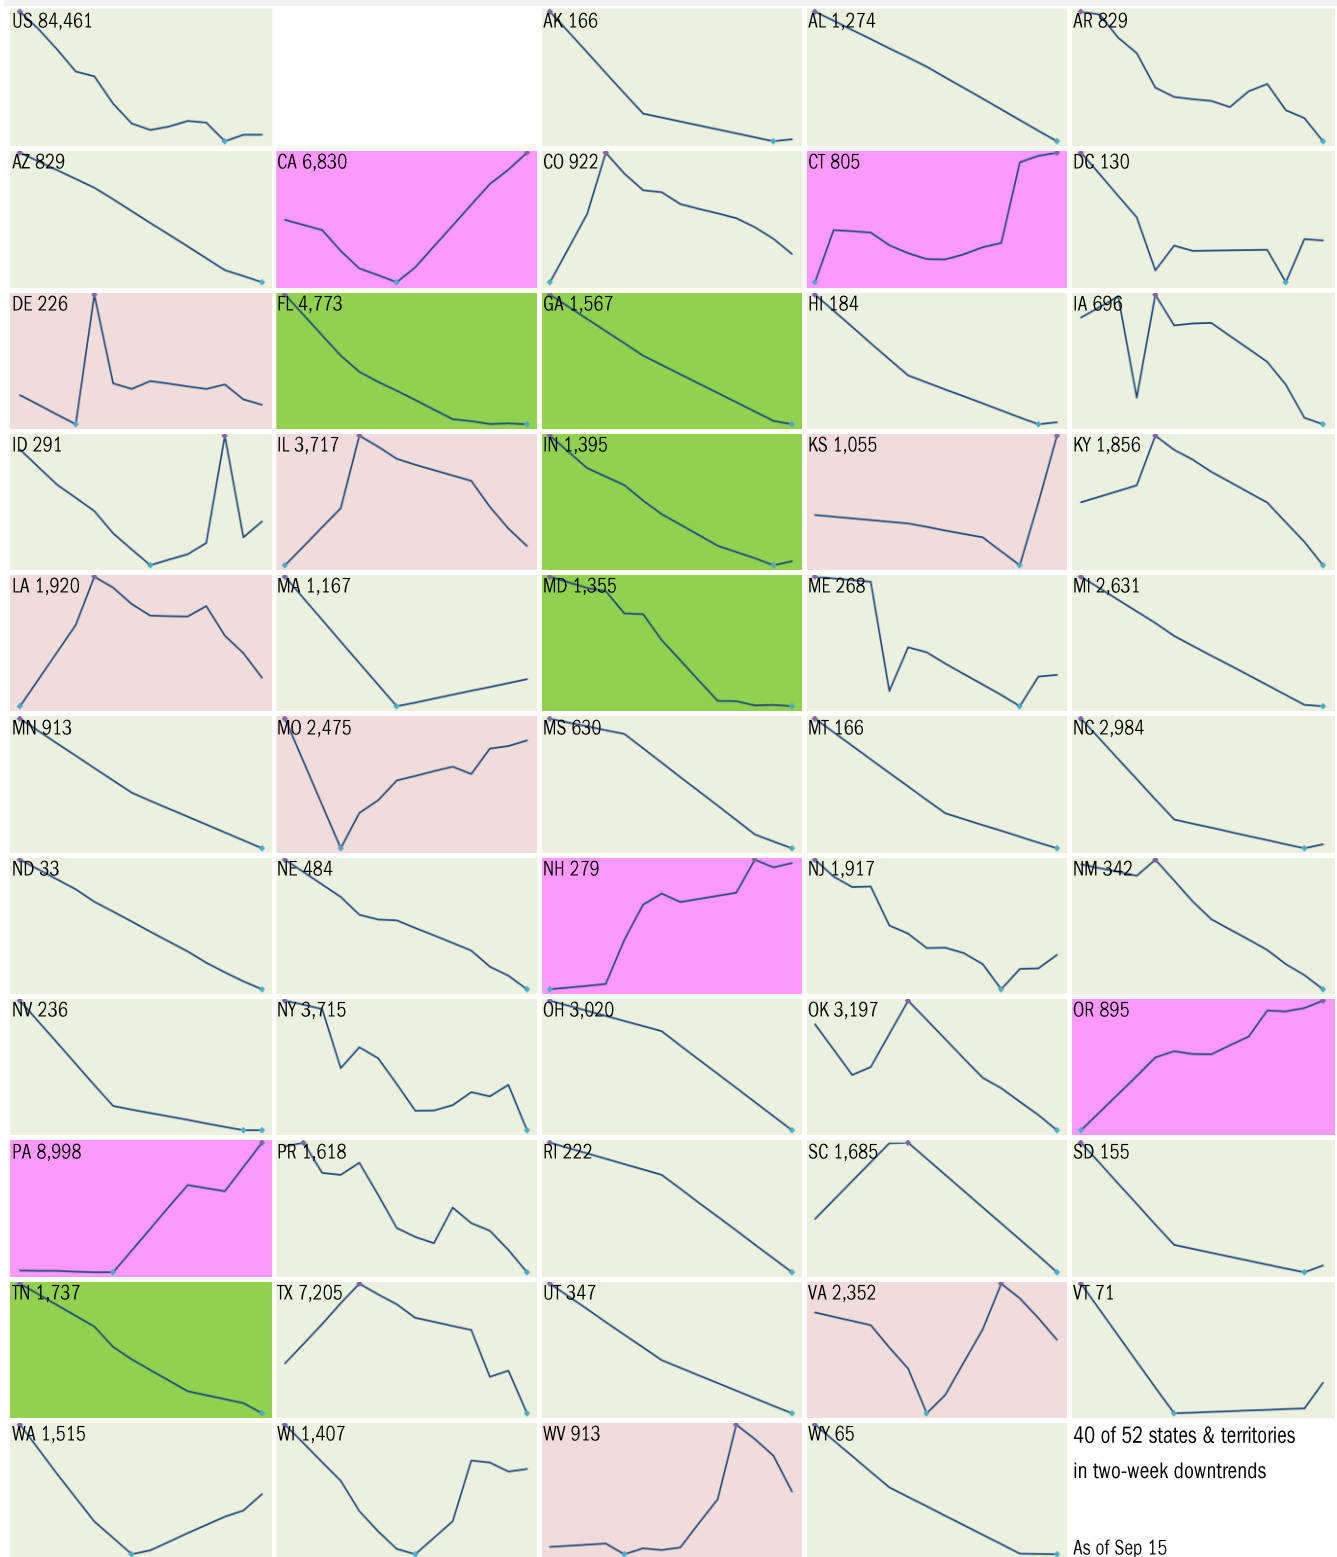 US 84,461
AK 166
AL 1,274
AR 829
AZ 829
CA 6,830
CO 922
CT 805
DC 130
DE 226
FL 4,773
GA 1,567
HI 184
IA 696
ID 291
IL 3,717
IN 1,395
KS 1,055
KY 1,856
LA 1,920
MA 1,167
MD 1,355
ME 268
MI 2,631
MN 913
MO 2,475
MS 630
MT 166
NC 2,984
ND 33
NE 484
NH 279
NJ 1,917
NM 342
NV 236
NY 3,715
OH 3,020
OK 3,197
OR 895
PA 8,998
PR 1,618
RI 222
SC 1,685
SD 155
TN 1,737
TX 7,205
UT 347
VA 2,352
VT 71
WA 1,515
WI 1,407
WV 913
WY 65
40 of 52 states & territories
in two-week downtrends
As of Sep 15